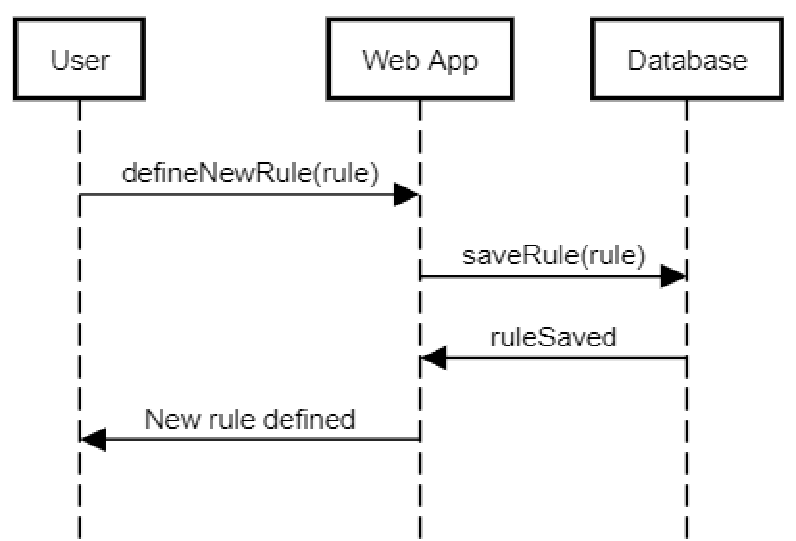 User
Web App
Database
defineNewRule(rule)
saveRule(rule)
ruleSaved
New rule defined